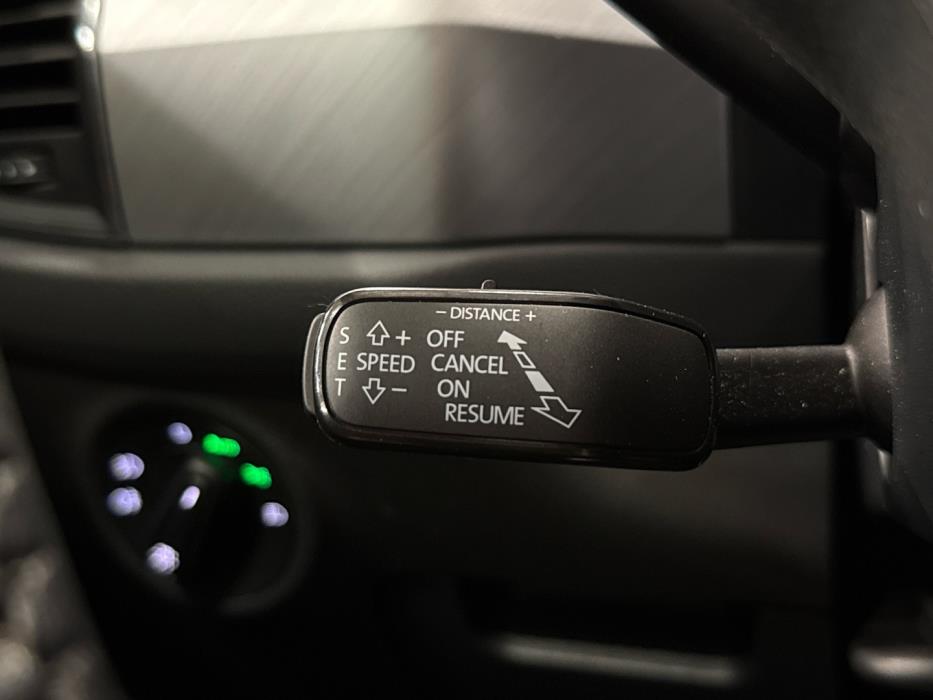 - DISTANCE +
S + OFF
E SPEED CANCEL
T - ON
RESUME